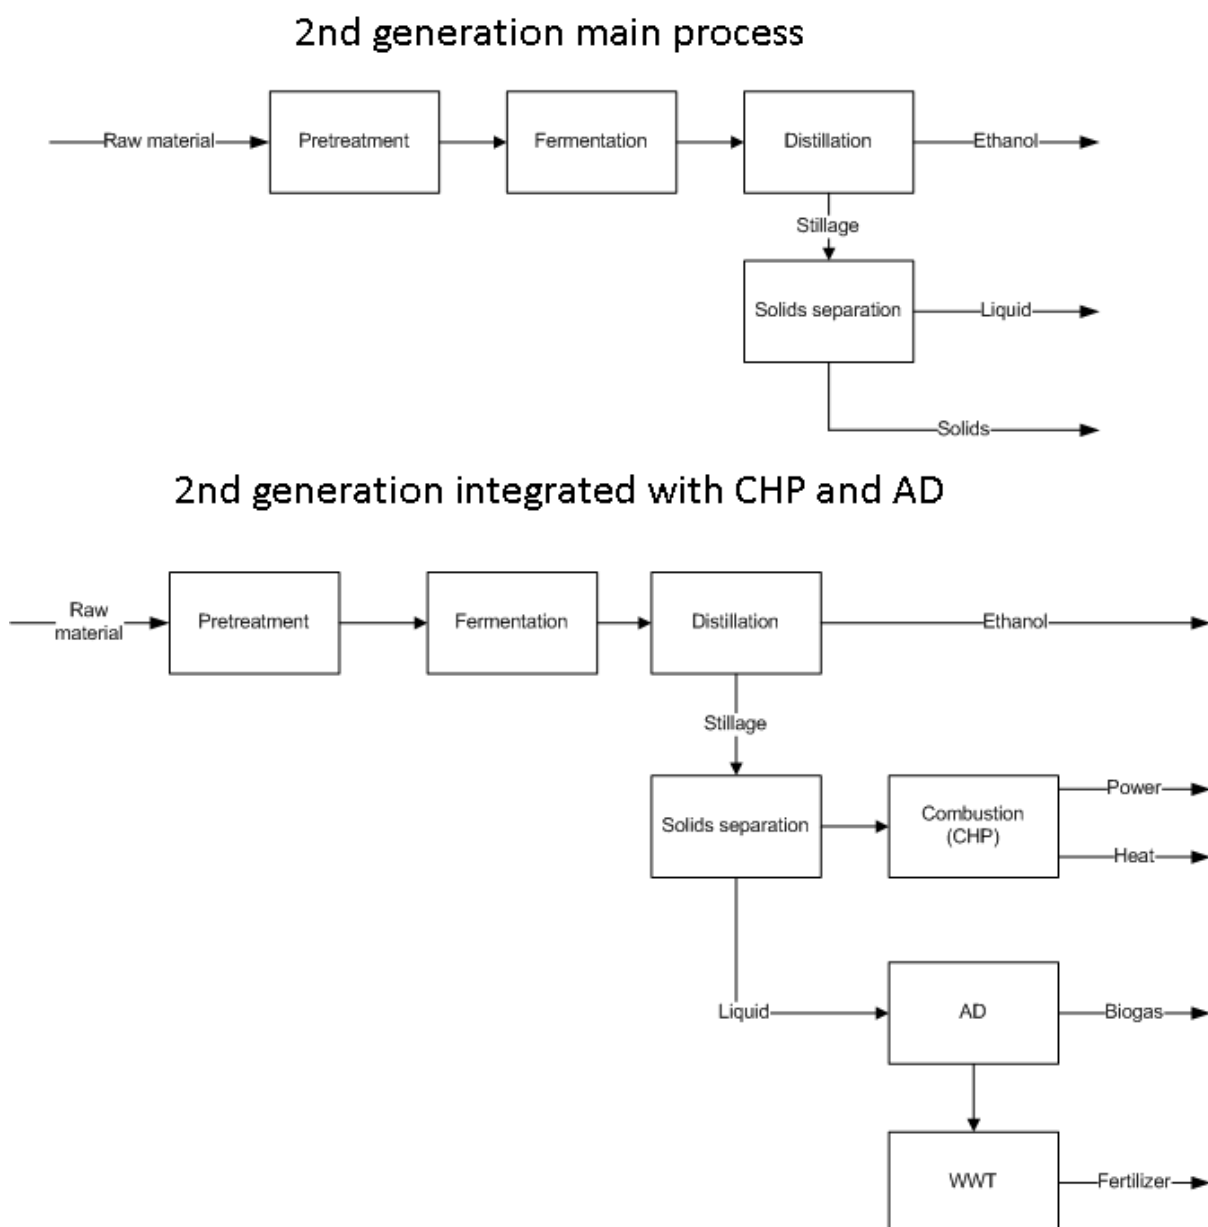 2nd generation main process
Raw material
Pretreatment
Fermentation
Distillation
Ethanol
Stillage
Solids separation
Liquid
Solids
2nd generation integrated with CHP and AD
Raw
material
Pretreatment
Fermentation
Distillation
Ethanol
Stillage
Solids separation
Combustion
(CHP)
Power
Heat
Liquid
AD
Biogas
WWT
Fertilizer